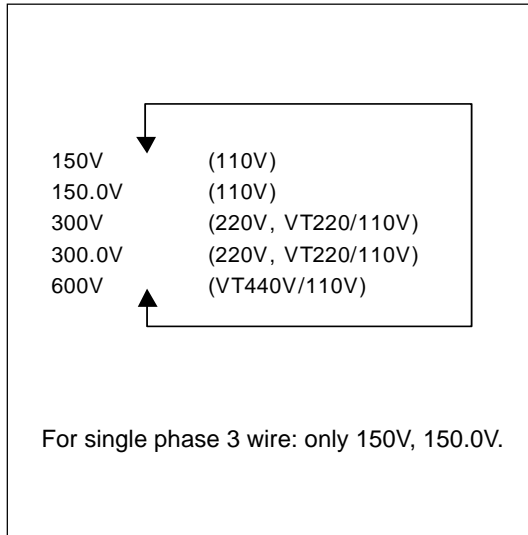 150V (110V)
150.0V (110V)
300V (220V, VT220/110V)
300.0V (220V, VT220/110V)
600V (VT440V/110V)
For single phase 3 wire: only 150V, 150.0V.